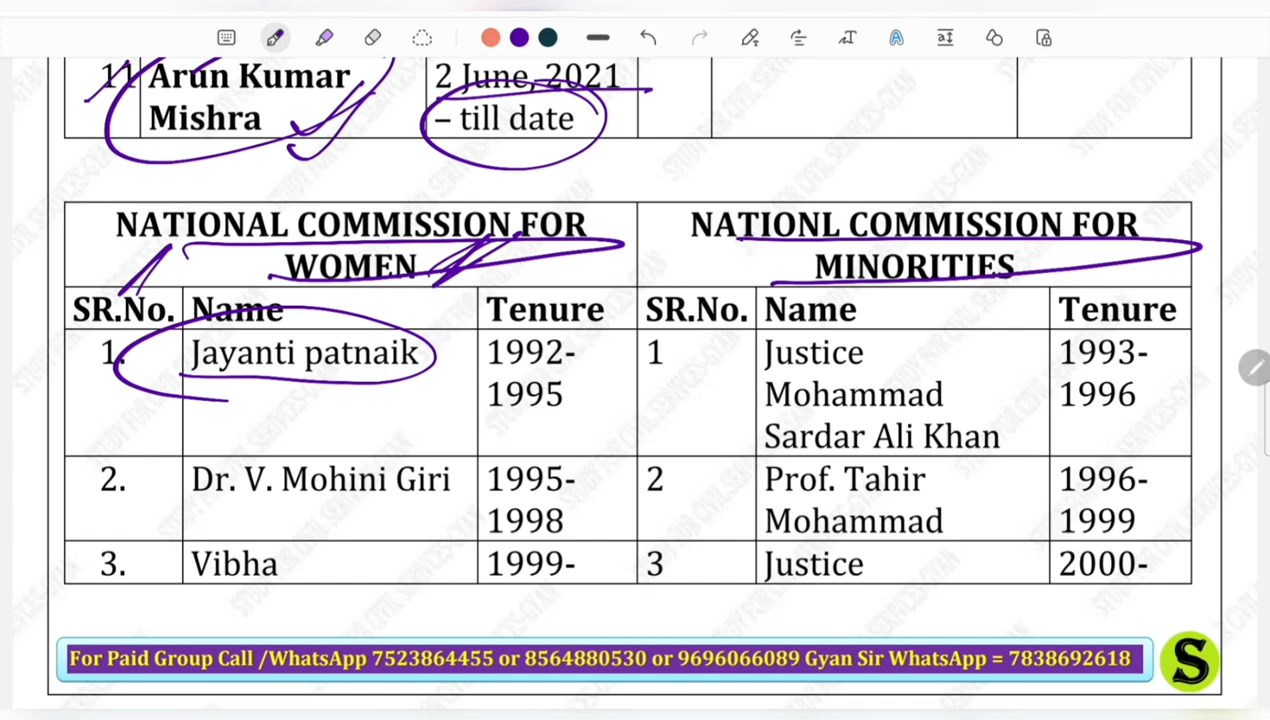 11 Arun Kumar 2 June, 2021
Mishra – till date
NATIONAL COMMISSION FOR NATIONL COMMISSION FOR
WOMEN MINORITIES
SR.No. Name Tenure SR.No. Name Tenure
1. Jayanti patnaik 1992- 1 Justice 1993-
1995 Mohammad 1996
Sardar Ali Khan
2. Dr. V. Mohini Giri 1995- 2 Prof. Tahir 1996-
1998 Mohammad 1999
3. Vibha 1999- 3 Justice 2000-
For Paid Group Call /WhatsApp 7523864455 or 8564880530 or 9696066089 Gyan Sir WhatsApp = 7838692618
S